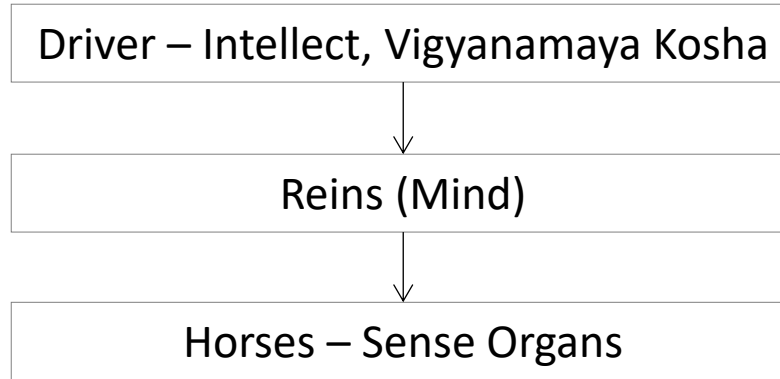 Driver – Intellect, Vigyanamaya Kosha
Reins (Mind)
Horses – Sense Organs